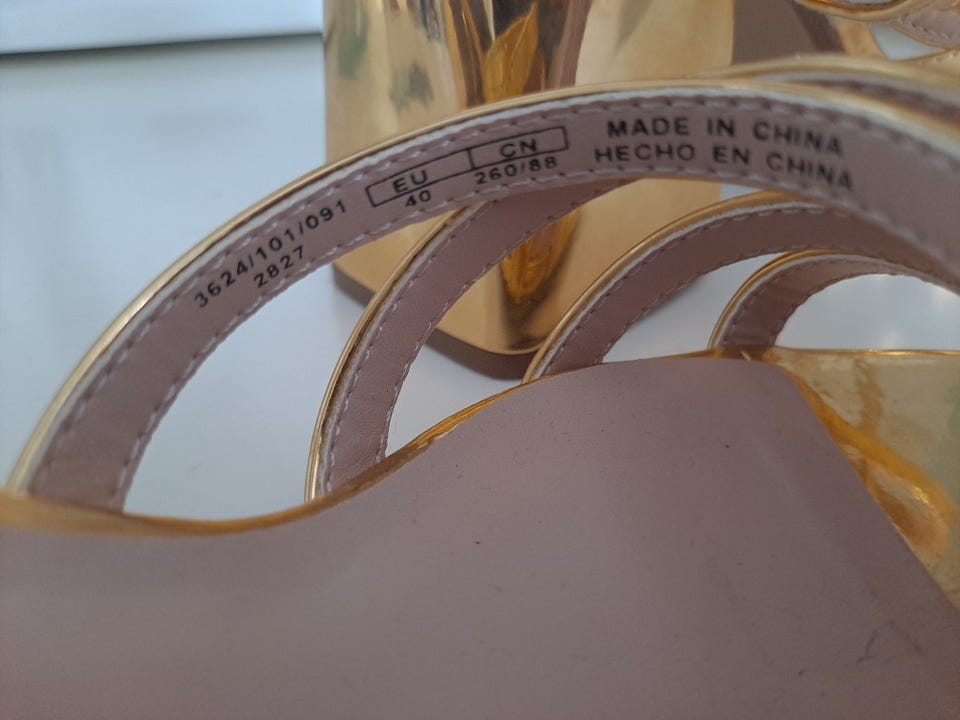 3624/101/091
2827
EU CN
40 260/88
MADE IN CHINA
HECHO EN CHINA